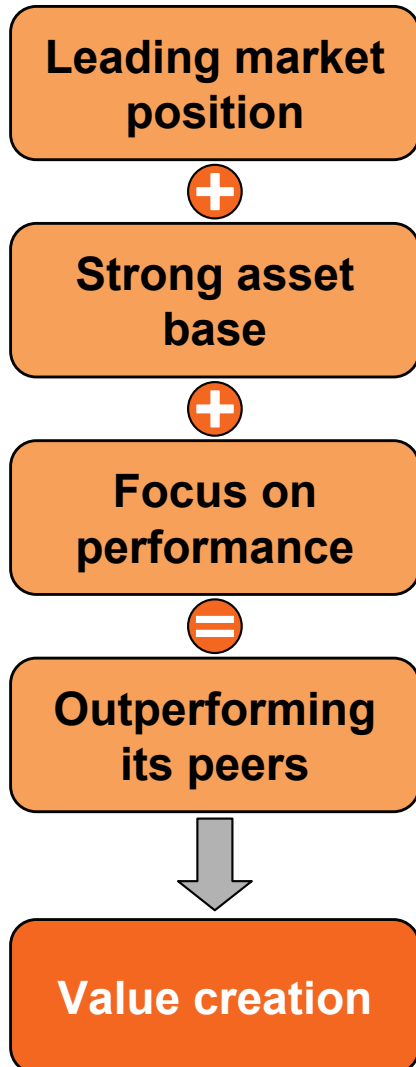 Leading market
position
+
Strong asset
base
+
Focus on
performance
=
Outperforming
its peers
Value creation